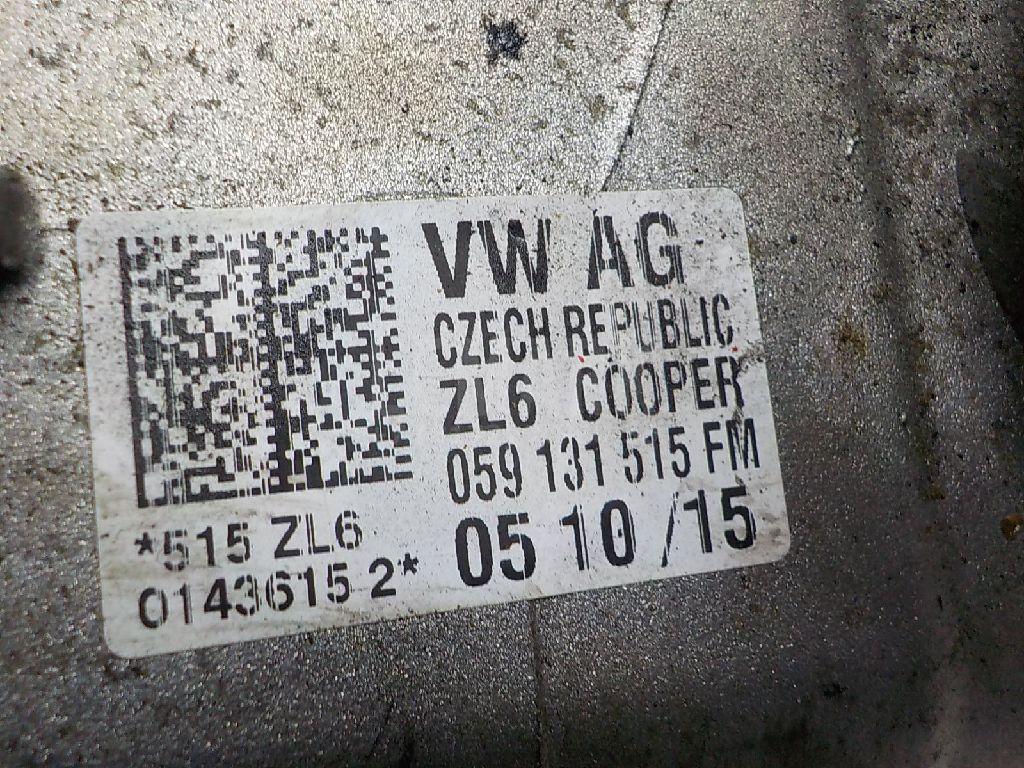 VW AG
CZECH REPUBLIC
ZL6 COOPER
059 131 515 FM
05 10 /15
*515 ZL6
0143615 2*